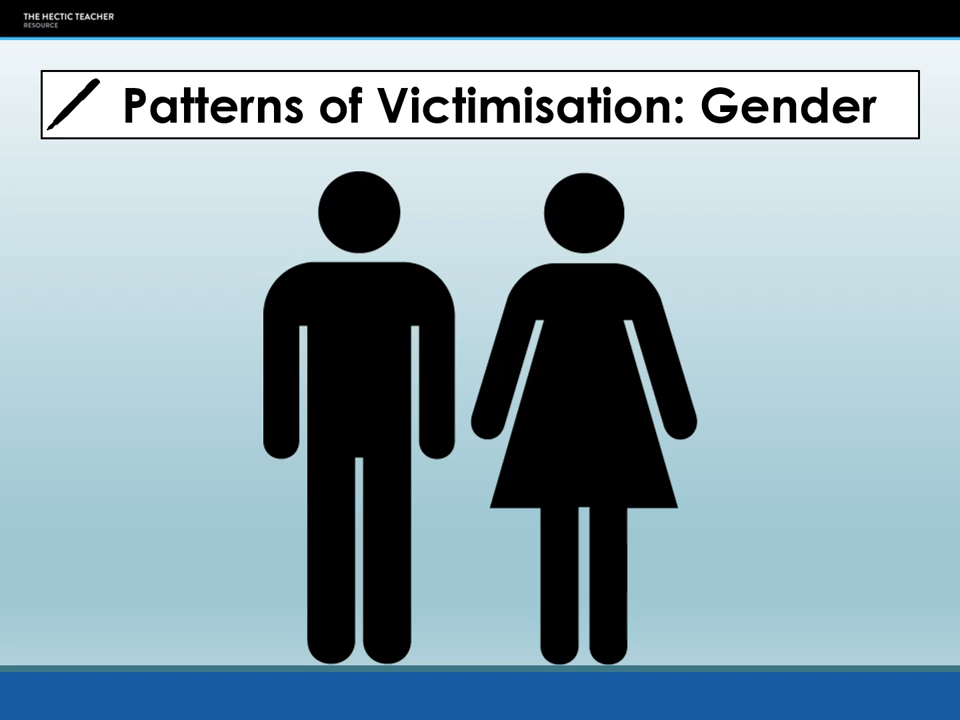 THE HECTIC TEACHER
RESOURCE
Patterns of Victimisation: Gender